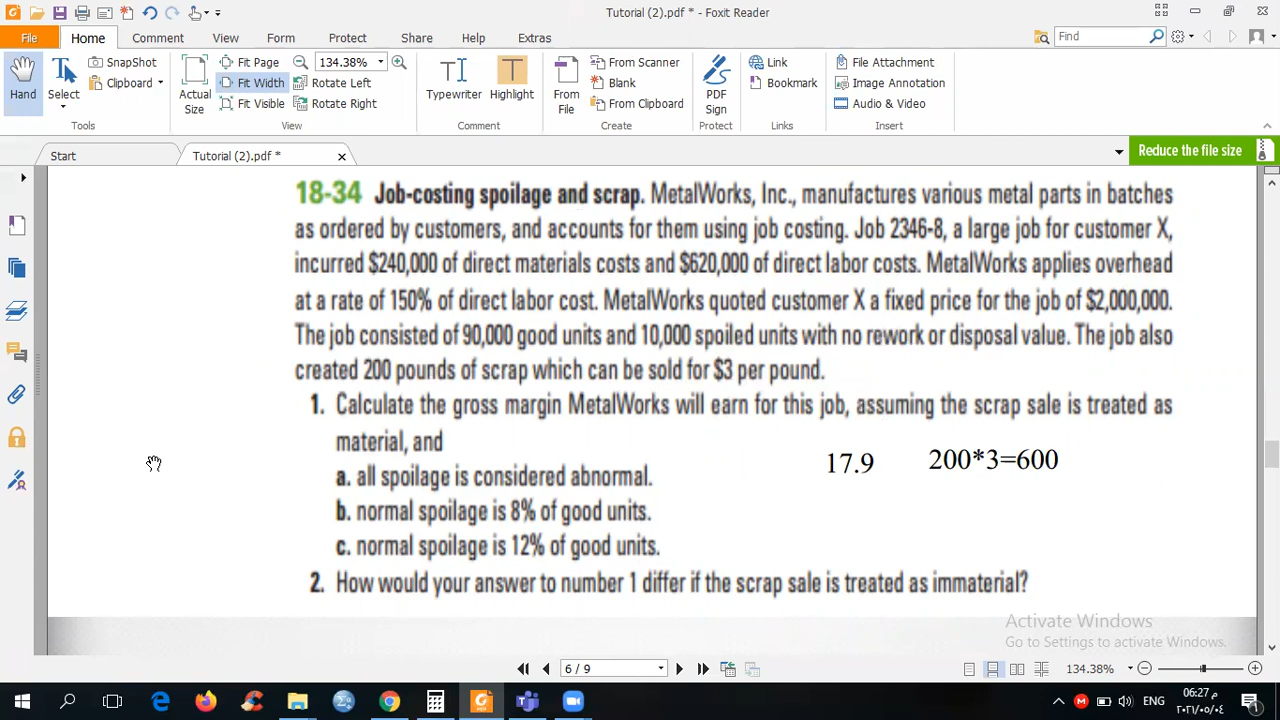 Tutorial (2).pdf * - Foxit Reader
File Home Comment View Form Protect Share Help Extras Find
SnapShot Fit Page 134.38% From Scanner Link File Attachment
Clipboard Fit Width Rotate Left Blank Bookmark Image Annotation
Hand Select Actual Size Fit Visible Rotate Right Typewriter Highlight From File From Clipboard PDF Sign Audio & Video
Tools View Comment Create Protect Links Insert
Start Tutorial (2).pdf * Reduce the file size
18-34 Job-costing spoilage and scrap. MetalWorks, Inc., manufactures various metal parts in batches
as ordered by customers, and accounts for them using job costing. Job 2346-8, a large job for customer X,
incurred $240,000 of direct materials costs and $620,000 of direct labor costs. MetalWorks applies overhead
at a rate of 150% of direct labor cost. MetalWorks quoted customer X a fixed price for the job of $2,000,000.
The job consisted of 90,000 good units and 10,000 spoiled units with no rework or disposal value. The job also
created 200 pounds of scrap which can be sold for $3 per pound.
1. Calculate the gross margin MetalWorks will earn for this job, assuming the scrap sale is treated as
material, and
17.9 200*3=600
a. all spoilage is considered abnormal.
b. normal spoilage is 8% of good units.
c. normal spoilage is 12% of good units.
2. How would your answer to number 1 differ if the scrap sale is treated as immaterial?
Activate Windows
Go to Settings to activate Windows.
6 / 9 134.38%
ENG 06:27 م
٢٠٢١/٠٥/٠٤